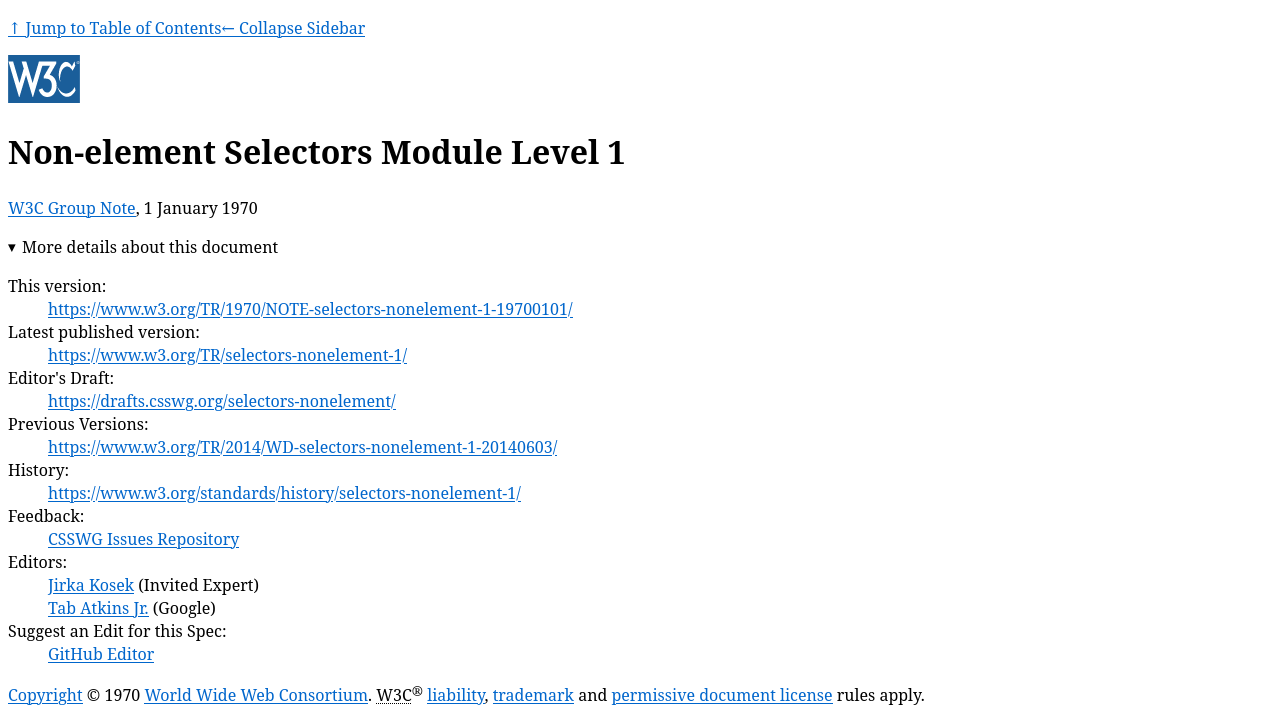 ↑ Jump to Table of Contents← Collapse Sidebar
W3C
Non-element Selectors Module Level 1
W3C Group Note, 1 January 1970
▾ More details about this document
This version:
https://www.w3.org/TR/1970/NOTE-selectors-nonelement-1-19700101/
Latest published version:
https://www.w3.org/TR/selectors-nonelement-1/
Editor's Draft:
https://drafts.csswg.org/selectors-nonelement/
Previous Versions:
https://www.w3.org/TR/2014/WD-selectors-nonelement-1-20140603/
History:
https://www.w3.org/standards/history/selectors-nonelement-1/
Feedback:
CSSWG Issues Repository
Editors:
Jirka Kosek (Invited Expert)
Tab Atkins Jr. (Google)
Suggest an Edit for this Spec:
GitHub Editor
Copyright © 1970 World Wide Web Consortium. W3C® liability, trademark and permissive document license rules apply.